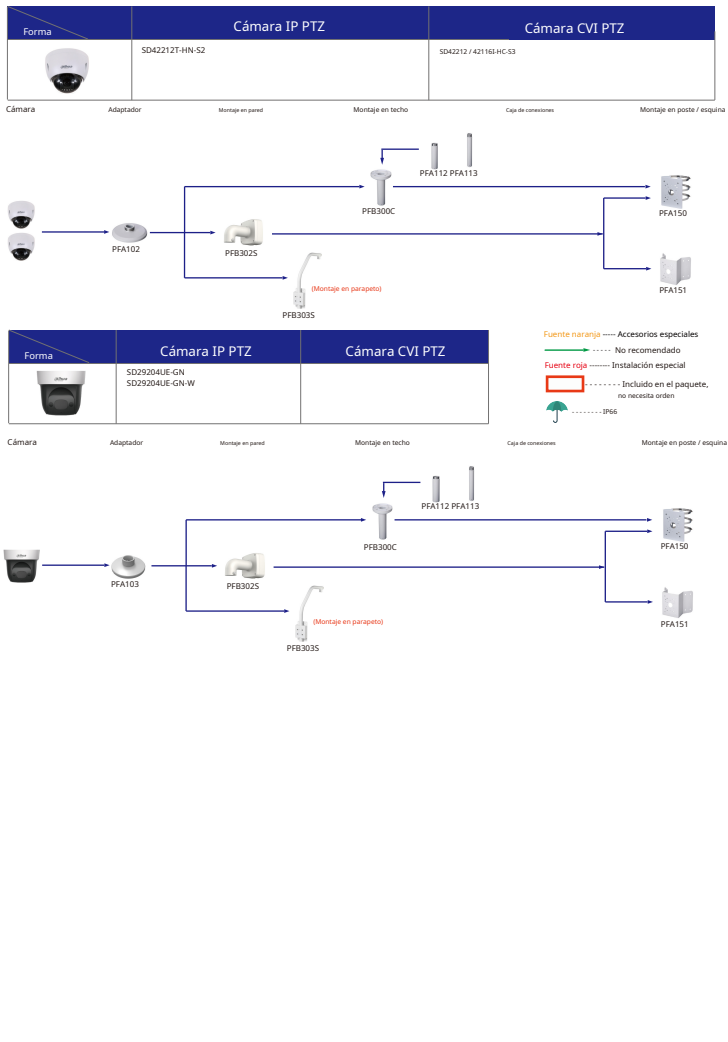 Forma
Cámara IP PTZ
Cámara CVI PTZ
SD42212T-HN-S2
SD42212 / 42116I-HC-S3
Cámara
Adaptador
Montaje en pared
Montaje en techo
Caja de conexiones
Montaje en poste / esquina
PFA112 PFA113
PFB300C
PFA150
PFA102
PFB302S
(Montaje en parapeto)
PFA151
PFB303S
Forma
Cámara IP PTZ
Cámara CVI PTZ
SD29204UE-GN
SD29204UE-GN-W
Fuente naranja ----- Accesorios especiales
------ No recomendado
Fuente roja -------- Instalación especial
--------- Incluido en el paquete,
no necesita orden
----------IP66
Cámara
Adaptador
Montaje en pared
Montaje en techo
Caja de conexiones
Montaje en poste / esquina
PFA112 PFA113
PFB300C
PFA150
PFA103
PFB302S
(Montaje en parapeto)
PFA151
PFB303S